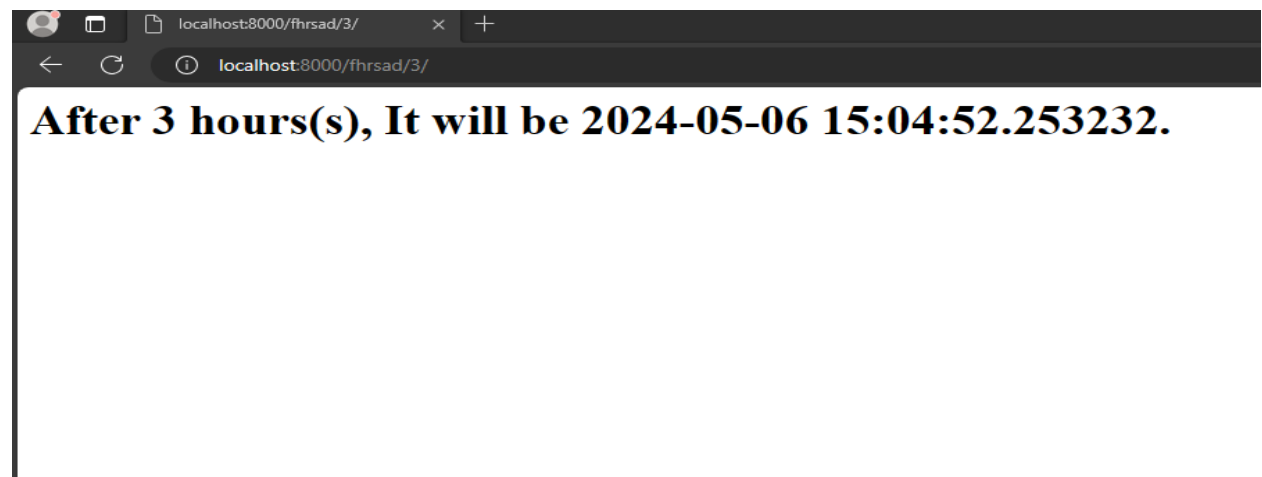 localhost:8000/fhrsad/3/
localhost:8000/fhrsad/3/
After 3 hours(s), It will be 2024-05-06 15:04:52.253232.